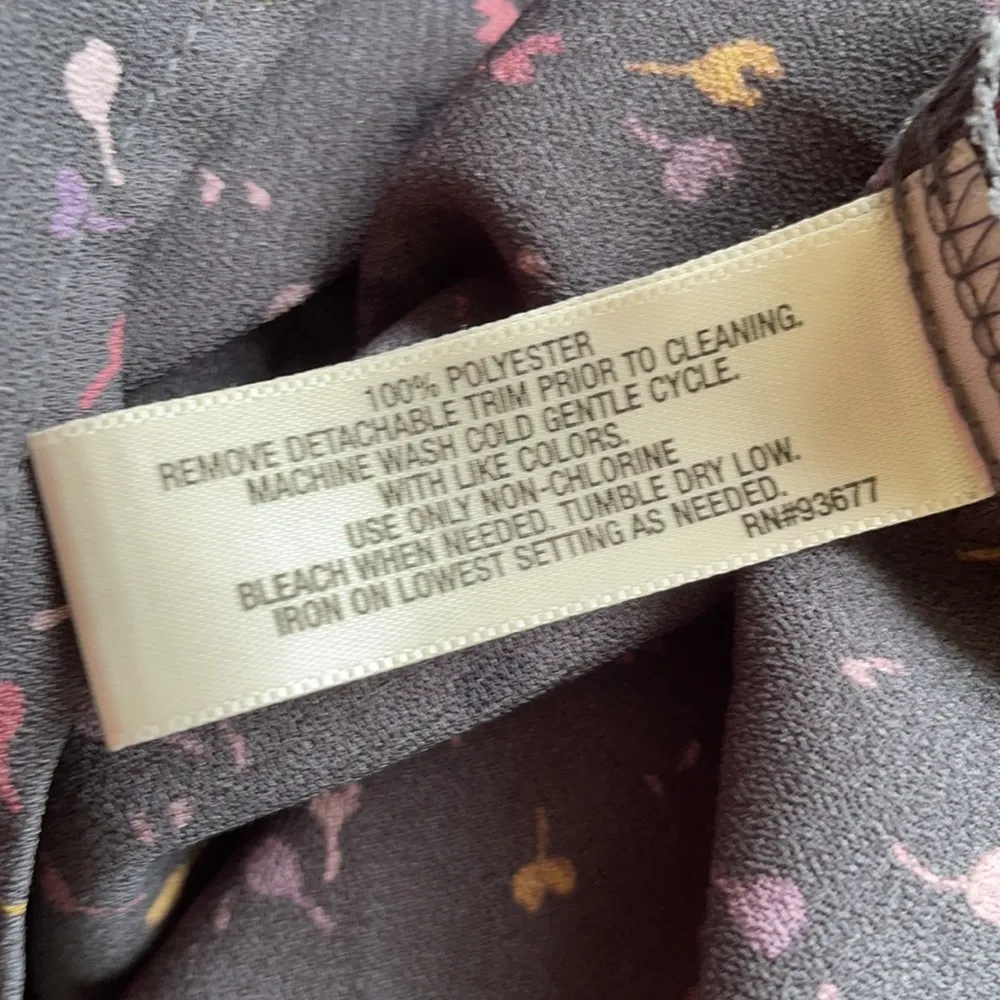 100% POLYESTER
REMOVE DETACHABLE TRIM PRIOR TO CLEANING.
MACHINE WASH COLD GENTLE CYCLE.
WITH LIKE COLORS.
USE ONLY NON-CHLORINE
BLEACH WHEN NEEDED. TUMBLE DRY LOW.
IRON ON LOWEST SETTING AS NEEDED.
RN#93677